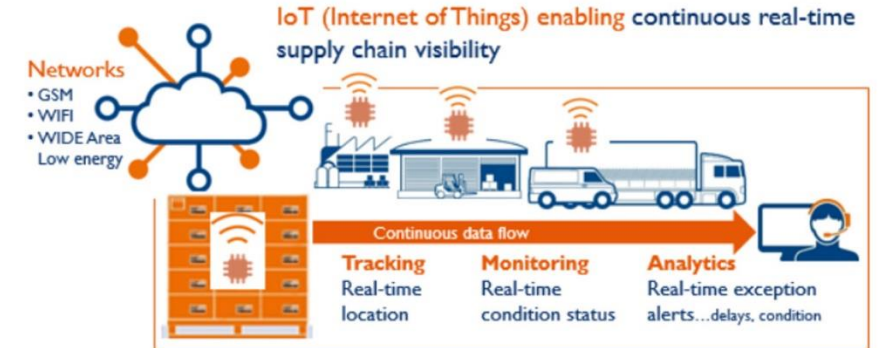 IoT (Internet of Things) enabling continuous real-time
supply chain visibility
Networks
• GSM
• WIFI
• WIDE Area
Low energy
Continuous data flow
Tracking
Real-time
location
Monitoring
Real-time
condition status
Analytics
Real-time exception
alerts...delays, condition